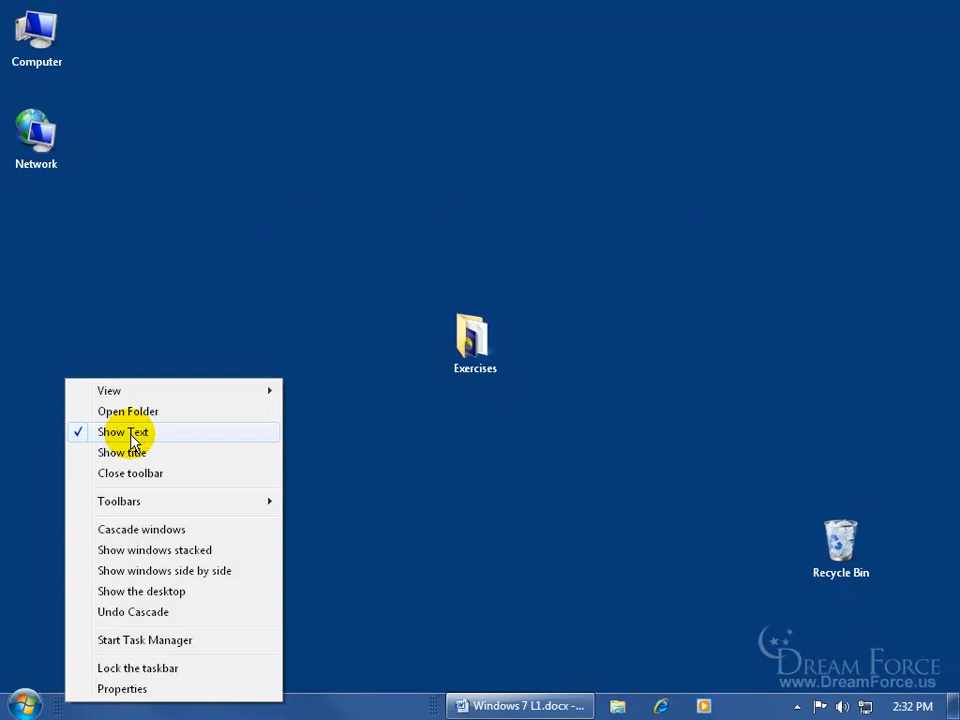 Computer
Network
Exercises
View
Open Folder
Show Text
Show title
Close toolbar
Toolbars
Cascade windows
Show windows stacked
Show windows side by side
Show the desktop
Undo Cascade
Start Task Manager
Lock the taskbar
Properties
Recycle Bin
DREAM FORCE
www.DreamForce.us
Windows 7 L1.docx - ...
2:32 PM